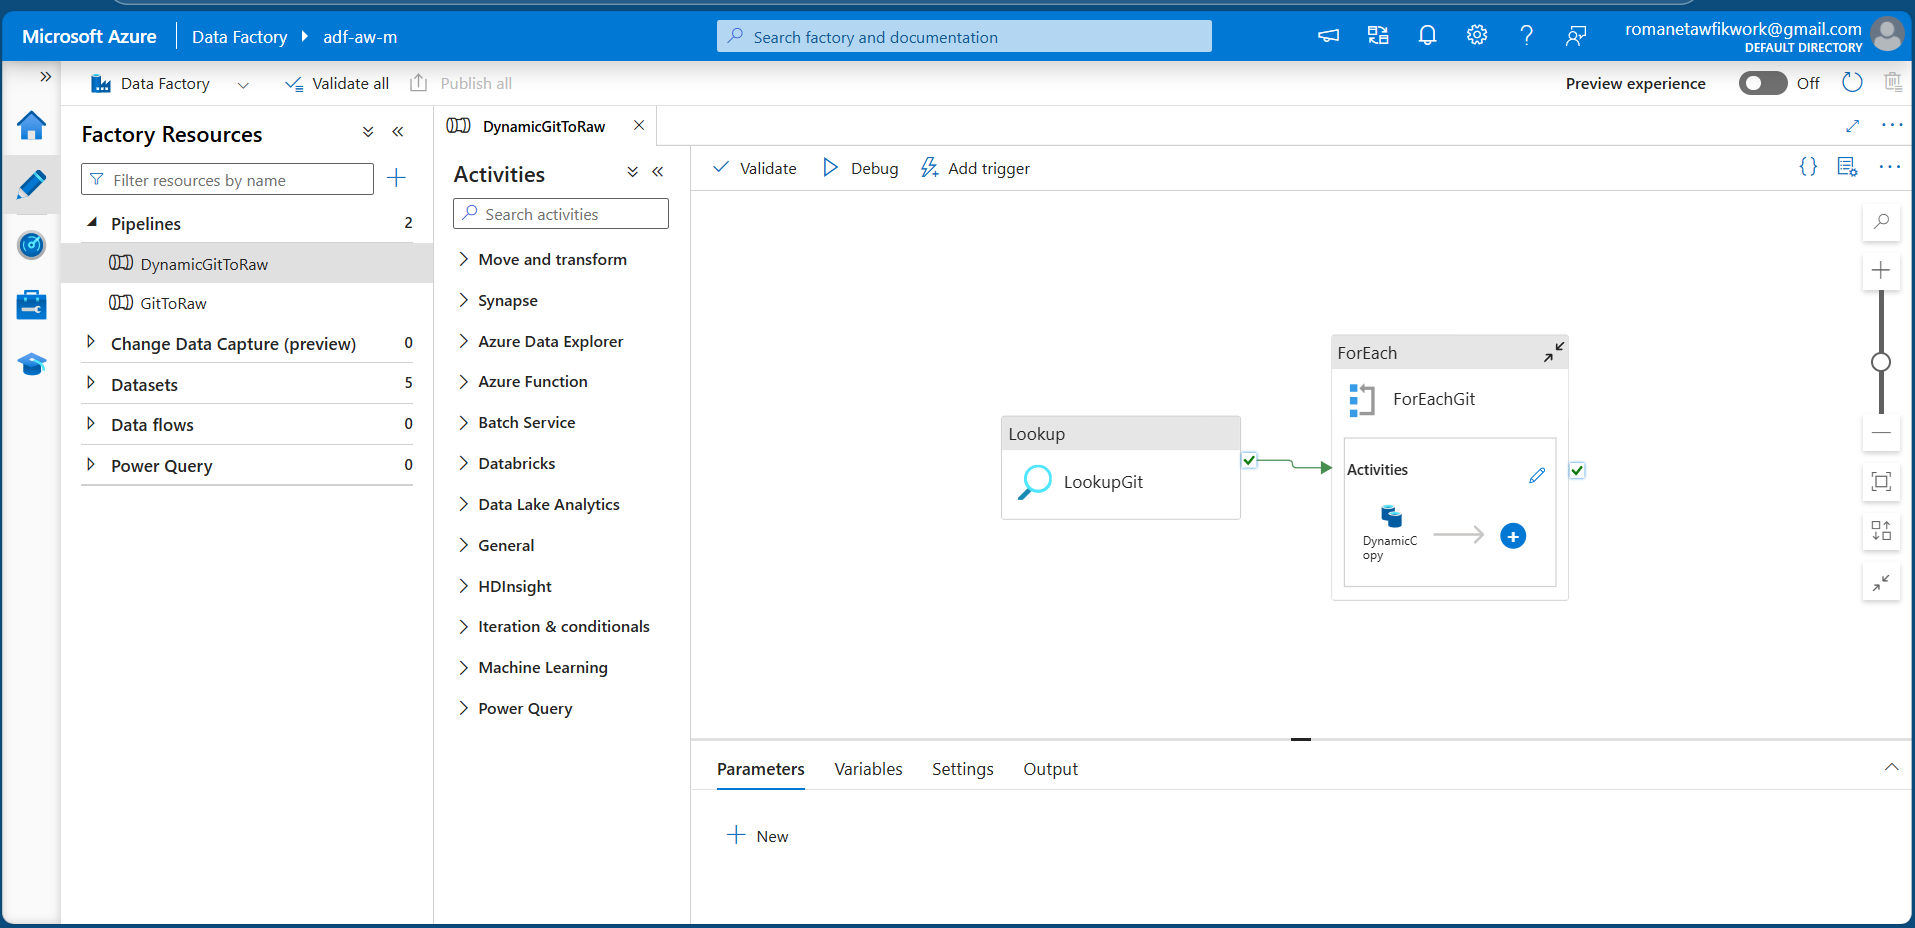 Microsoft Azure
Data Factory
adf-aw-m
Search factory and documentation
romanetawfikwork@gmail.com
DEFAULT DIRECTORY
Data Factory
Validate all
Publish all
Preview experience
Off
Factory Resources
Filter resources by name
Pipelines 2
DynamicGitToRaw
GitToRaw
Change Data Capture (preview) 0
Datasets 5
Data flows 0
Power Query 0
DynamicGitToRaw
Activities
Search activities
Move and transform
Synapse
Azure Data Explorer
Azure Function
Batch Service
Databricks
Data Lake Analytics
General
HDInsight
Iteration & conditionals
Machine Learning
Power Query
Validate
Debug
Add trigger
Lookup
LookupGit
ForEach
ForEachGit
Activities
DynamicC
opy
Parameters
Variables
Settings
Output
New